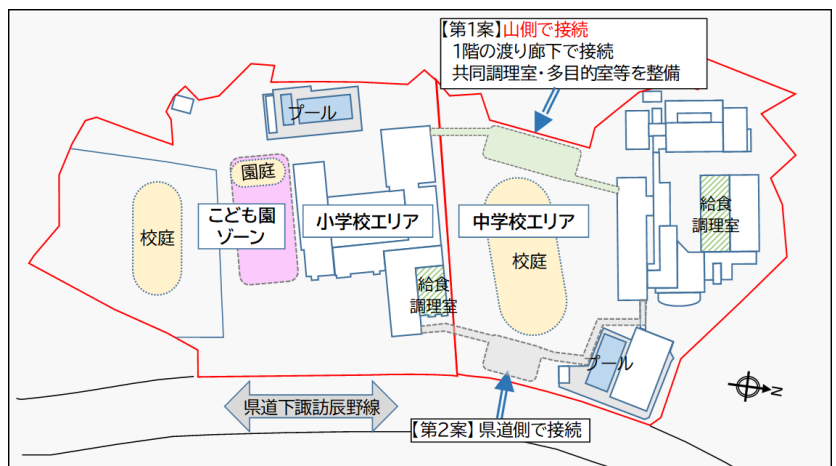 【第1案】山側で接続
1階の渡り廊下で接続
共同調理室・多目的室等を整備
プール
園庭
こども園
ゾーン
小学校エリア
中学校エリア
校庭
校庭
給食
調理室
給食
調理室
プール
県道下諏訪辰野線
【第2案】県道側で接続
N